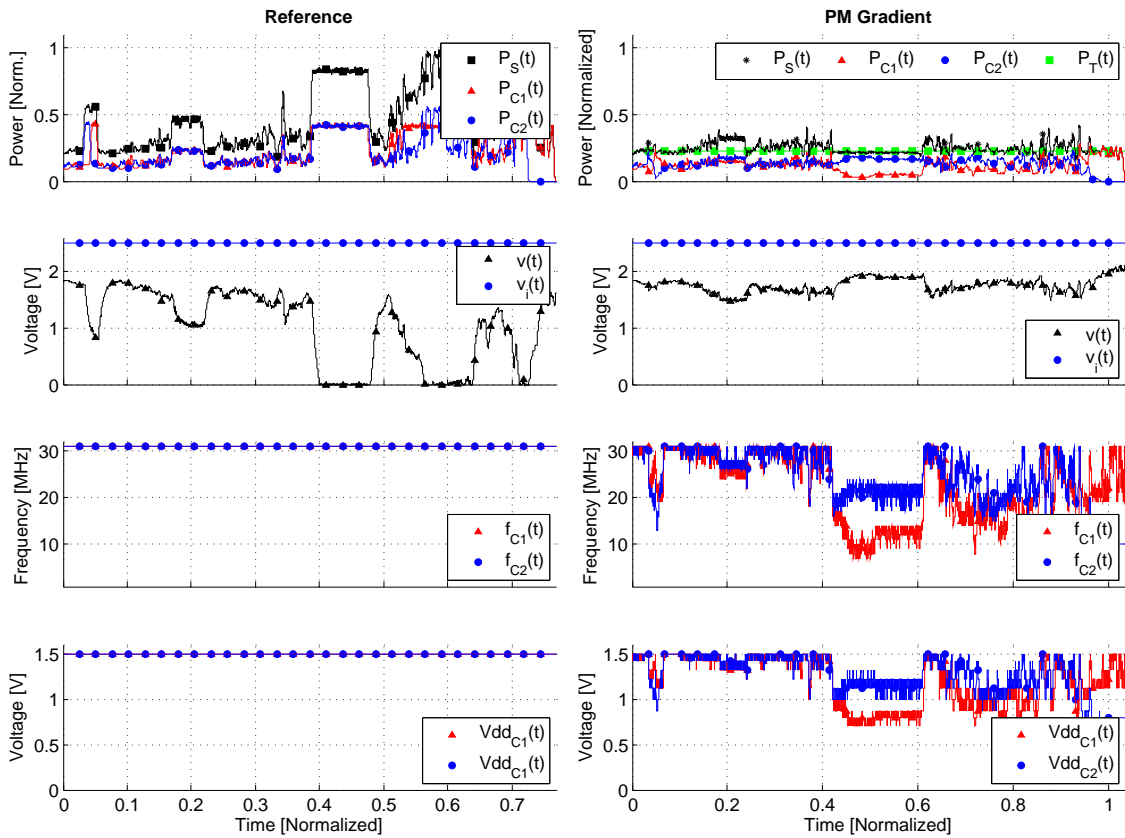 Reference
Power [Norm.]
1
0.5
0
P_S(t)
P_C1(t)
P_C2(t)
PM Gradient
Power [Normalized]
1
0.5
0
P_S(t)
P_C1(t)
P_C2(t)
P_T(t)
Voltage [V]
2
1
0
v(t)
v_i(t)
Voltage [V]
2
1
0
v(t)
v_i(t)
Frequency [MHz]
30
20
10
f_C1(t)
f_C2(t)
Frequency [MHz]
30
20
10
f_C1(t)
f_C2(t)
Voltage [V]
1.5
1
0.5
0
Vdd_C1(t)
Vdd_C1(t)
0 0.1 0.2 0.3 0.4 0.5 0.6 0.7
Time [Normalized]
Voltage [V]
1.5
1
0.5
0
Vdd_C1(t)
Vdd_C2(t)
0 0.2 0.4 0.6 0.8 1
Time [Normalized]